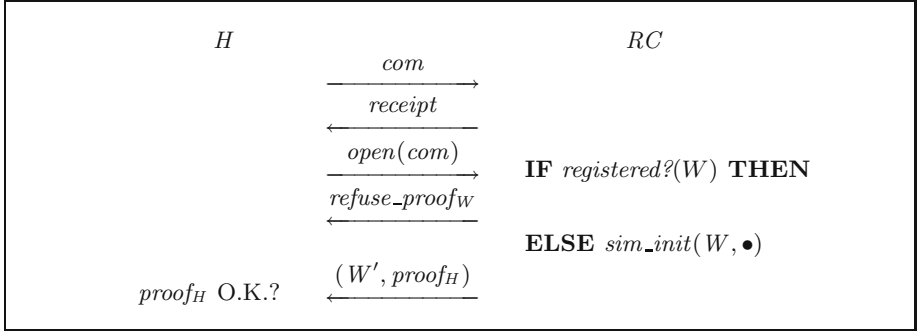 H RC
com
receipt
open(com)
IF registered?(W) THEN
refuse_proof_W
ELSE sim_init(W, •)
(W′, proof_H)
proof_H O.K.?